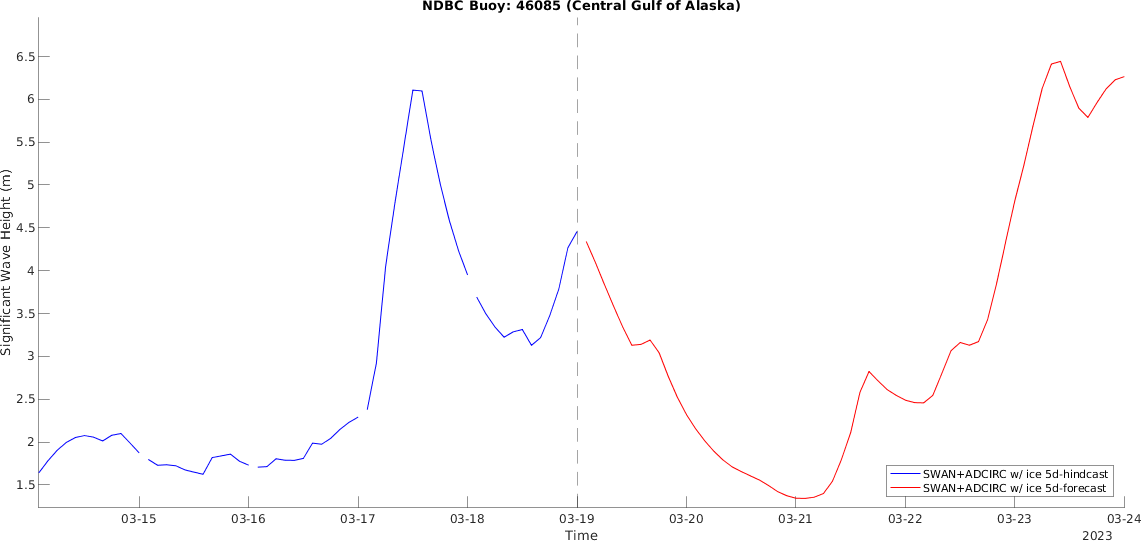 NDBC Buoy: 46085 (Central Gulf of Alaska)
Significant Wave Height (m)
6.5
6
5.5
5
4.5
4
3.5
3
2.5
2
1.5
SWAN+ADCIRC w/ ice 5d-hindcast
SWAN+ADCIRC w/ ice 5d-forecast
03-15 03-16 03-17 03-18 03-19 03-20 03-21 03-22 03-23 03-24
Time
2023